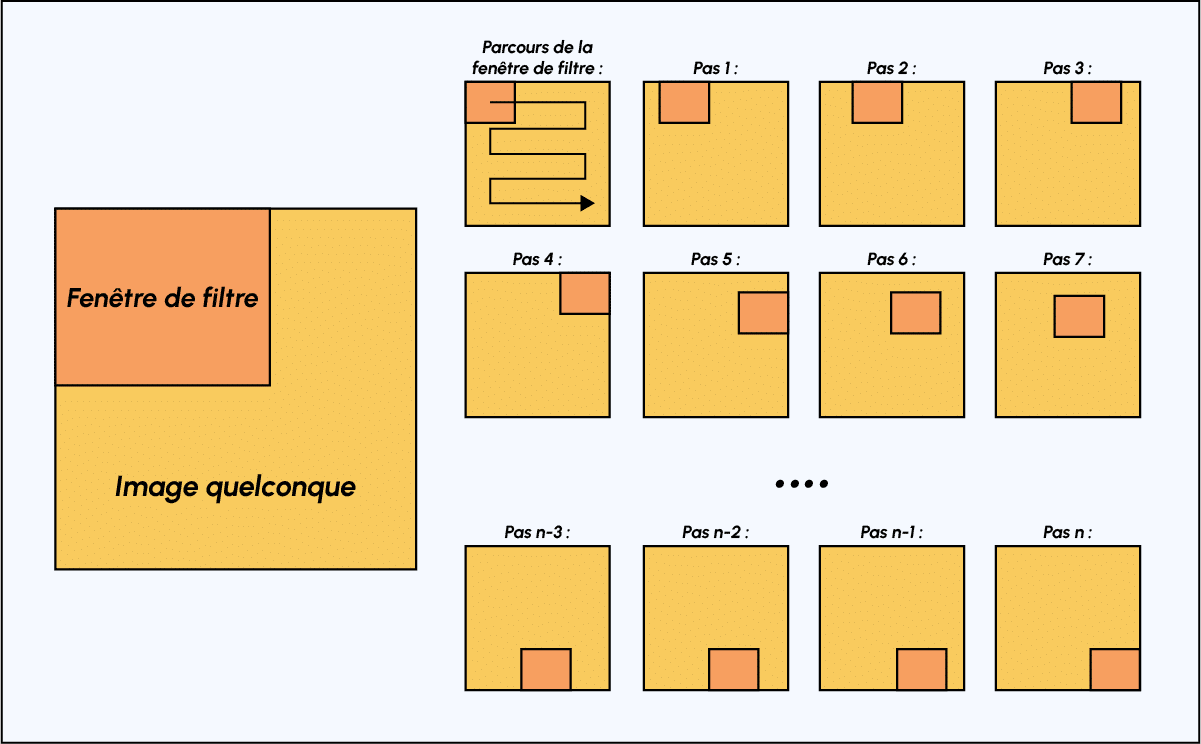 Parcours de la
fenêtre de filtre :
Pas 1 :
Pas 2 :
Pas 3 :
Fenêtre de filtre
Image quelconque
Pas 4 :
Pas 5 :
Pas 6 :
Pas 7 :
....
Pas n-3 :
Pas n-2 :
Pas n-1 :
Pas n :